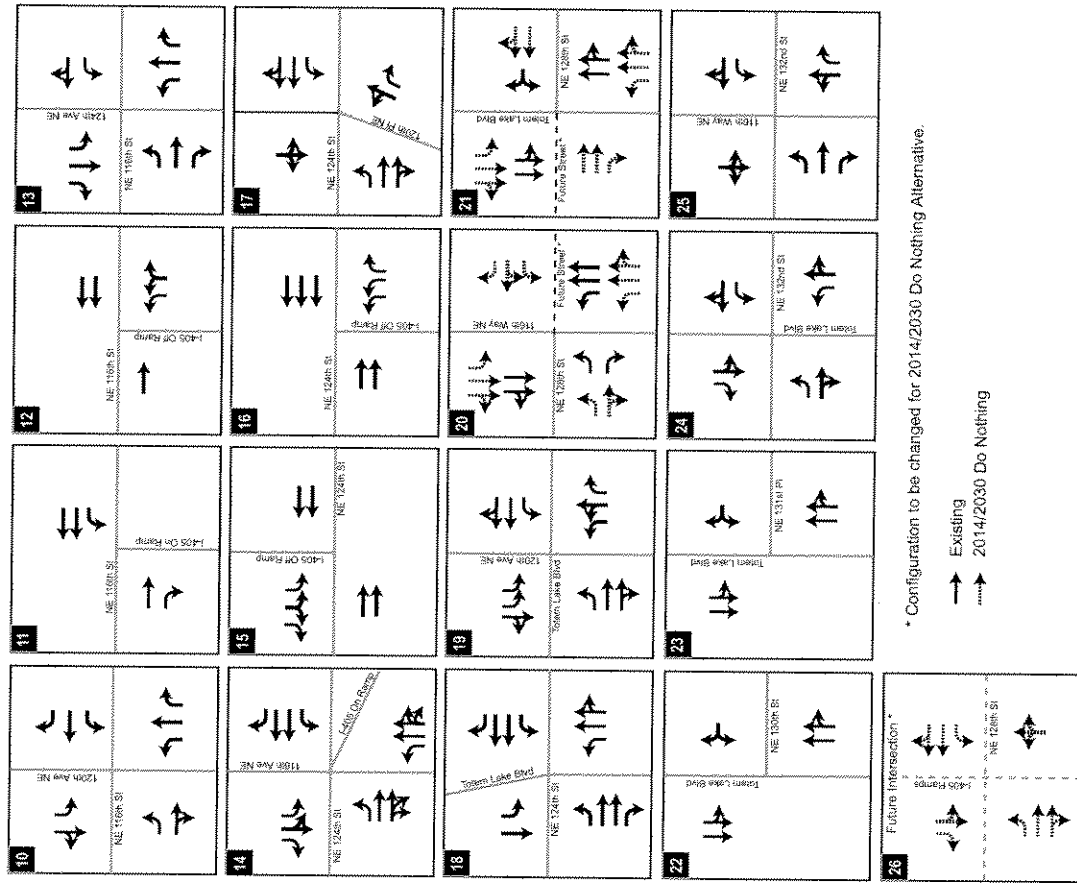 10
120th Ave NE
NE 116th St
11
NE 116th St
I-405 On Ramp
12
NE 116th St
I-405 Off Ramp
13
124th Ave NE
NE 116th St
14
116th Ave NE
NE 124th St
I-405 On Ramp
15
I-405 Off Ramp
NE 124th St
16
NE 124th St
I-405 Off Ramp
17
NE 124th St
120th Pl NE
18
Totem Lake Blvd
NE 124th St
19
120th Ave NE
Totem Lake Blvd
20
116th Way NE
NE 128th St
Future Street *
21
Totem Lake Blvd
Future Street *
NE 128th St
22
Totem Lake Blvd
NE 130th St
23
Totem Lake Blvd
NE 131st Pl
24
NE 132nd St
Totem Lake Blvd
25
116th Way NE
NE 132nd St
26
Future Intersection *
I-405 Ramps
NE 128th St
* Configuration to be changed for 2014/2030 Do Nothing Alternative.
Existing
2014/2030 Do Nothing